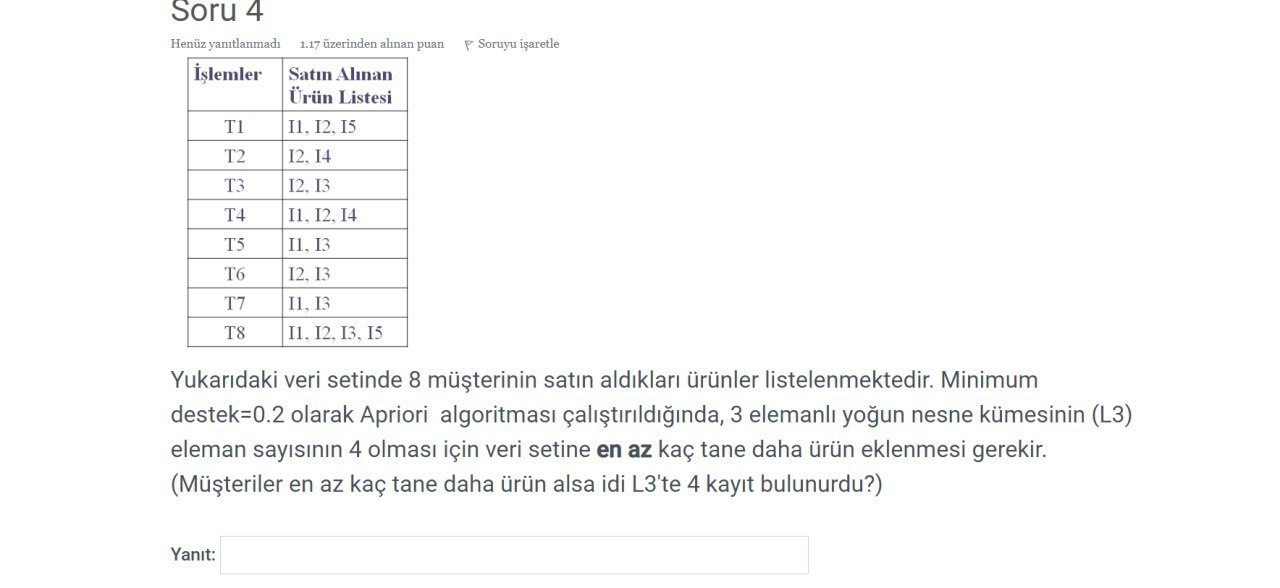 Soru 4
Henüz yanıtlanmadı 1.17 üzerinden alınan puan Soruyu işaretle
İşlemler Satın Alınan
Ürün Listesi
T1 I1, I2, I5
T2 I2, I4
T3 I2, I3
T4 I1, I2, I4
T5 I1, I3
T6 I2, I3
T7 I1, I3
T8 I1, I2, I3, I5
Yukarıdaki veri setinde 8 müşterinin satın aldıkları ürünler listelenmektedir. Minimum
destek=0.2 olarak Apriori algoritması çalıştırıldığında, 3 elemanlı yoğun nesne kümesinin (L3)
eleman sayısının 4 olması için veri setine en az kaç tane daha ürün eklenmesi gerekir.
(Müşteriler en az kaç tane daha ürün alsa idi L3'te 4 kayıt bulunurdu?)
Yanıt: